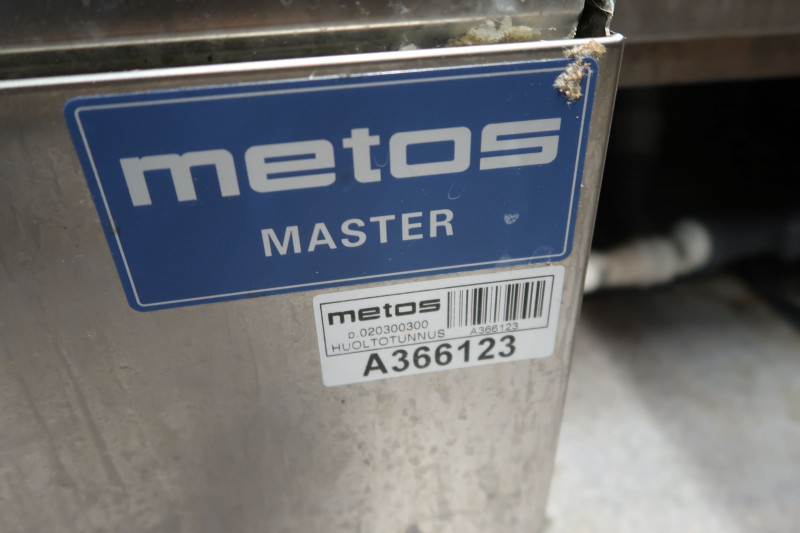 metos
MASTER
metos
p.020300300
HUOLTOTUNNUS A366123
A366123